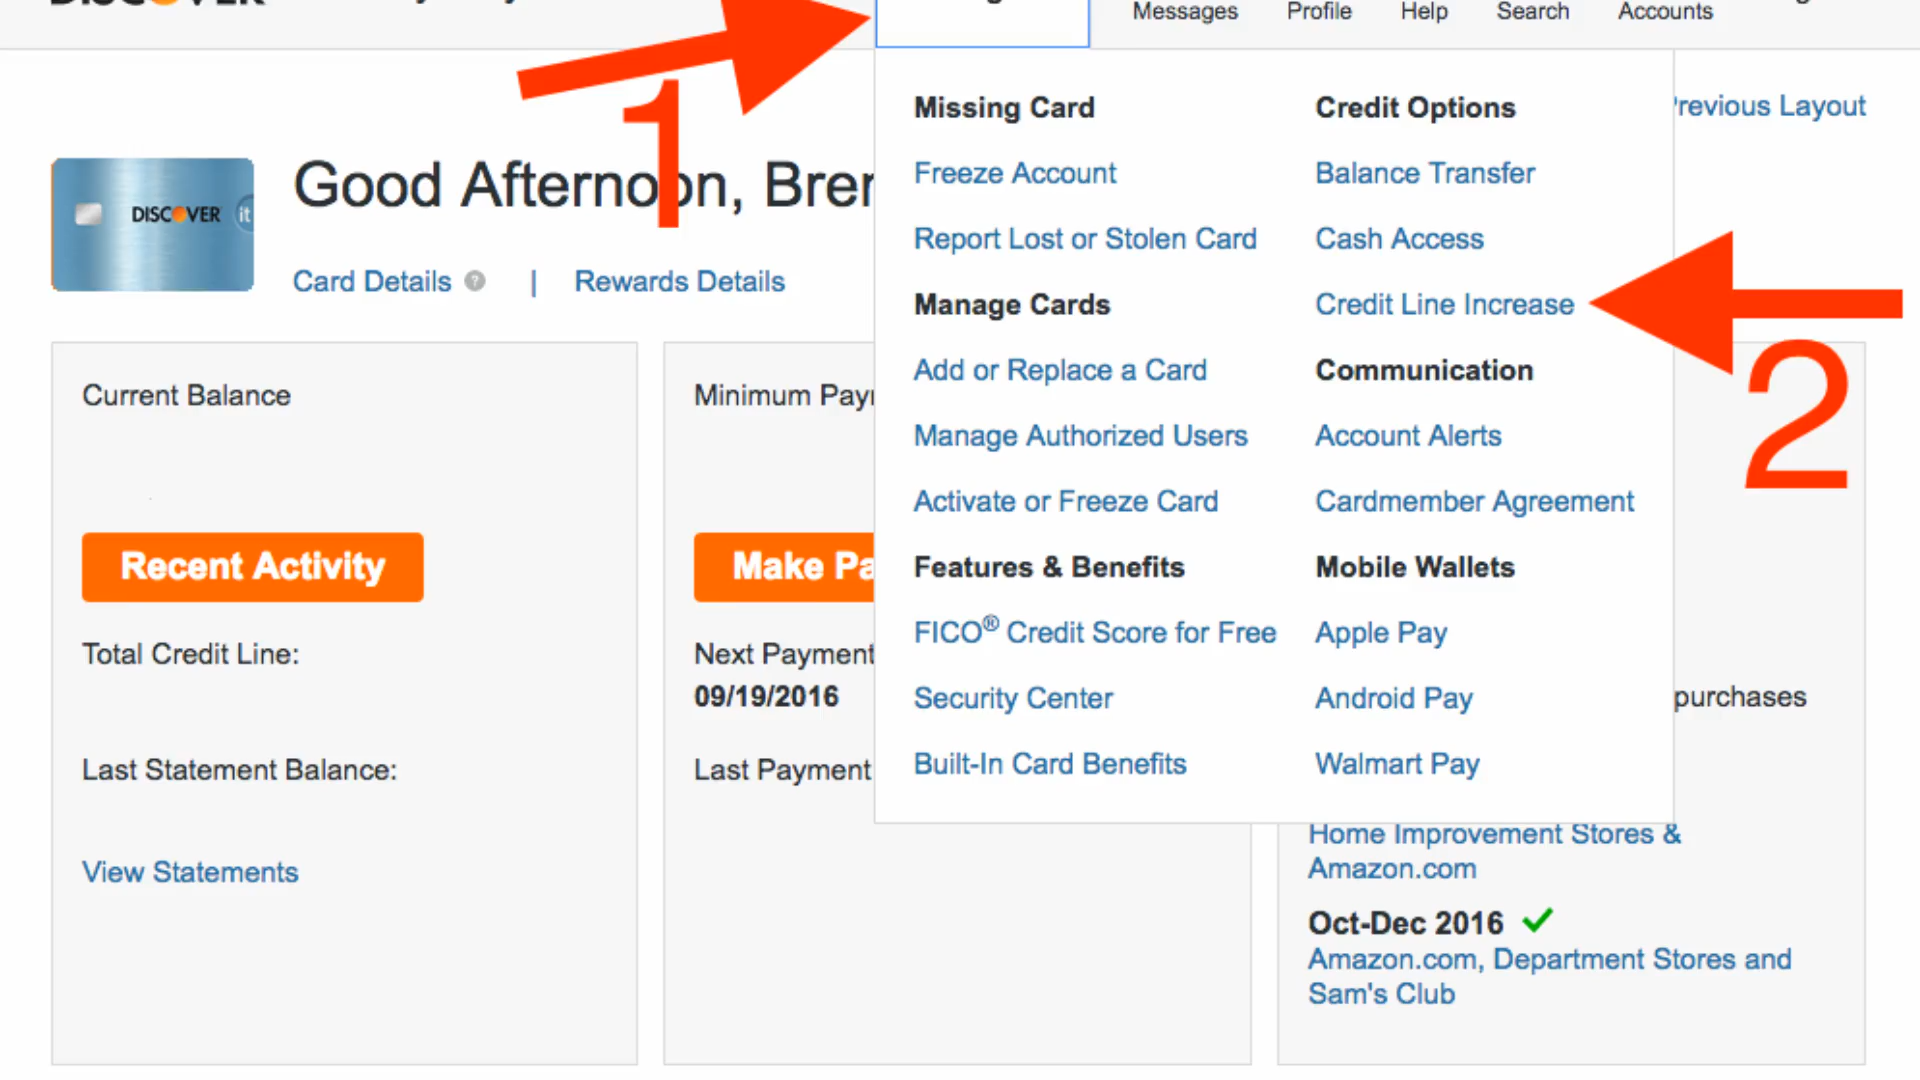 DISCOVER
Messages
Profile
Help
Search
Accounts
1
Missing Card
Credit Options
Previous Layout
Freeze Account
Balance Transfer
DISCOVER it
Good Afternoon, Bren
Report Lost or Stolen Card
Cash Access
Card Details ? | Rewards Details
Manage Cards
Credit Line Increase
2
Add or Replace a Card
Communication
Current Balance
Manage Authorized Users
Account Alerts
Activate or Freeze Card
Cardmember Agreement
Recent Activity
Make Pa
Features & Benefits
Mobile Wallets
FICO® Credit Score for Free
Apple Pay
Total Credit Line:
Next Payment
09/19/2016
Security Center
Android Pay
purchases
Last Statement Balance:
Last Payment
Built-In Card Benefits
Walmart Pay
Home Improvement Stores &
Amazon.com
View Statements
Oct-Dec 2016
Amazon.com, Department Stores and
Sam's Club